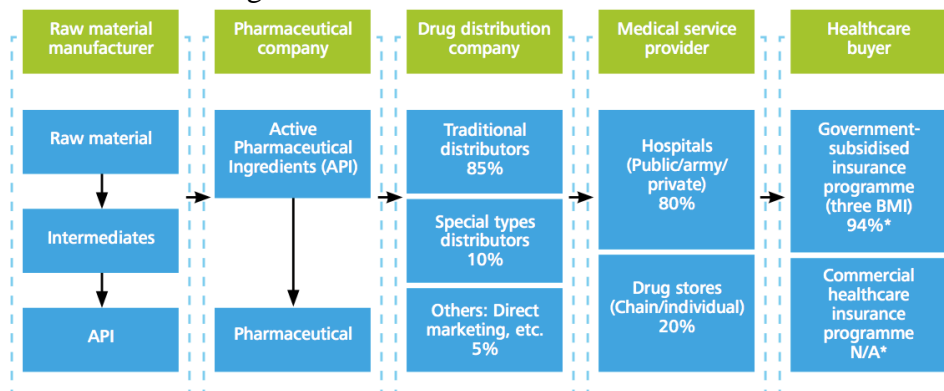 Raw material
manufacturer
Pharmaceutical
company
Drug distribution
company
Medical service
provider
Healthcare
buyer
Raw material
Intermediates
API
Active
Pharmaceutical
Ingredients (API)
Pharmaceutical
Traditional
distributors
85%
Special types
distributors
10%
Others: Direct
marketing, etc.
5%
Hospitals
(Public/army/
private)
80%
Drug stores
(Chain/individual)
20%
Government-
subsidised
insurance
programme
(three BMI)
94%*
Commercial
healthcare
insurance
programme
N/A*